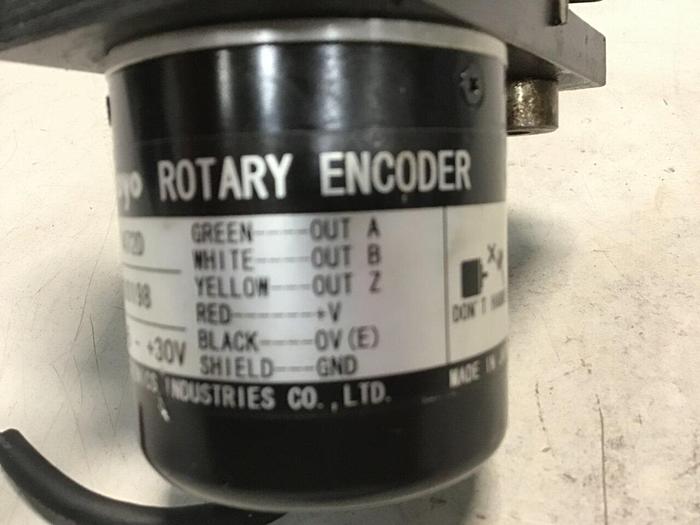 ROTARY ENCODER
GREEN-----OUT A
WHITE-----OUT B
YELLOW----OUT Z
RED-------+V
BLACK-----0V(E)
SHIELD----GND
- +30V
DON'T
INDUSTRIES CO.,LTD.
MADE IN